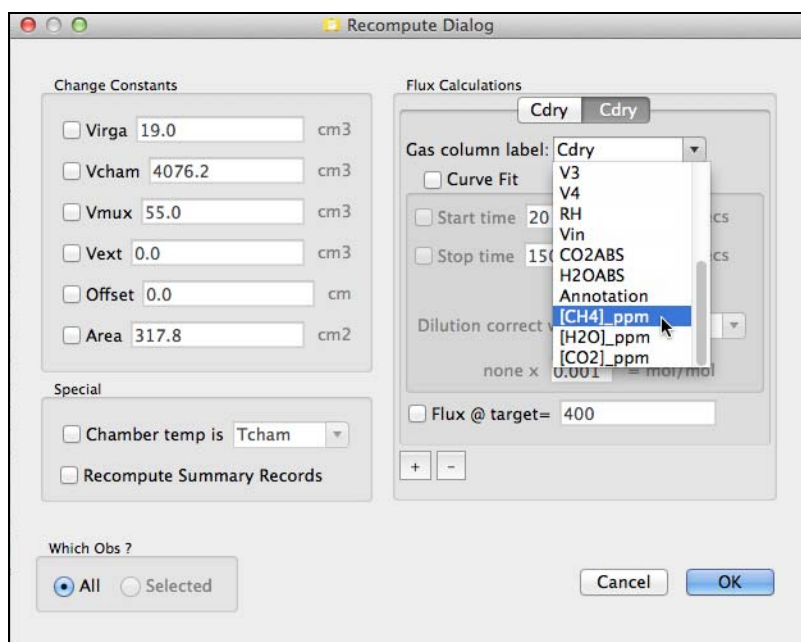 Recompute Dialog
Change Constants
Virga 19.0 cm3
Vcham 4076.2 cm3
Vmux 55.0 cm3
Vext 0.0 cm3
Offset 0.0 cm
Area 317.8 cm2
Special
Chamber temp is Tcham
Recompute Summary Records
Which Obs ?
All Selected
Flux Calculations
Cdry Cdry
Gas column label: Cdry
Curve Fit
Start time 20
Stop time 150
Dilution correct
none x 0.001 = mol/mol
V3
V4
RH
Vin
CO2ABS
H2OABS
Annotation
[CH4]_ppm
[H2O]_ppm
[CO2]_ppm
Flux @ target= 400
+ -
Cancel OK